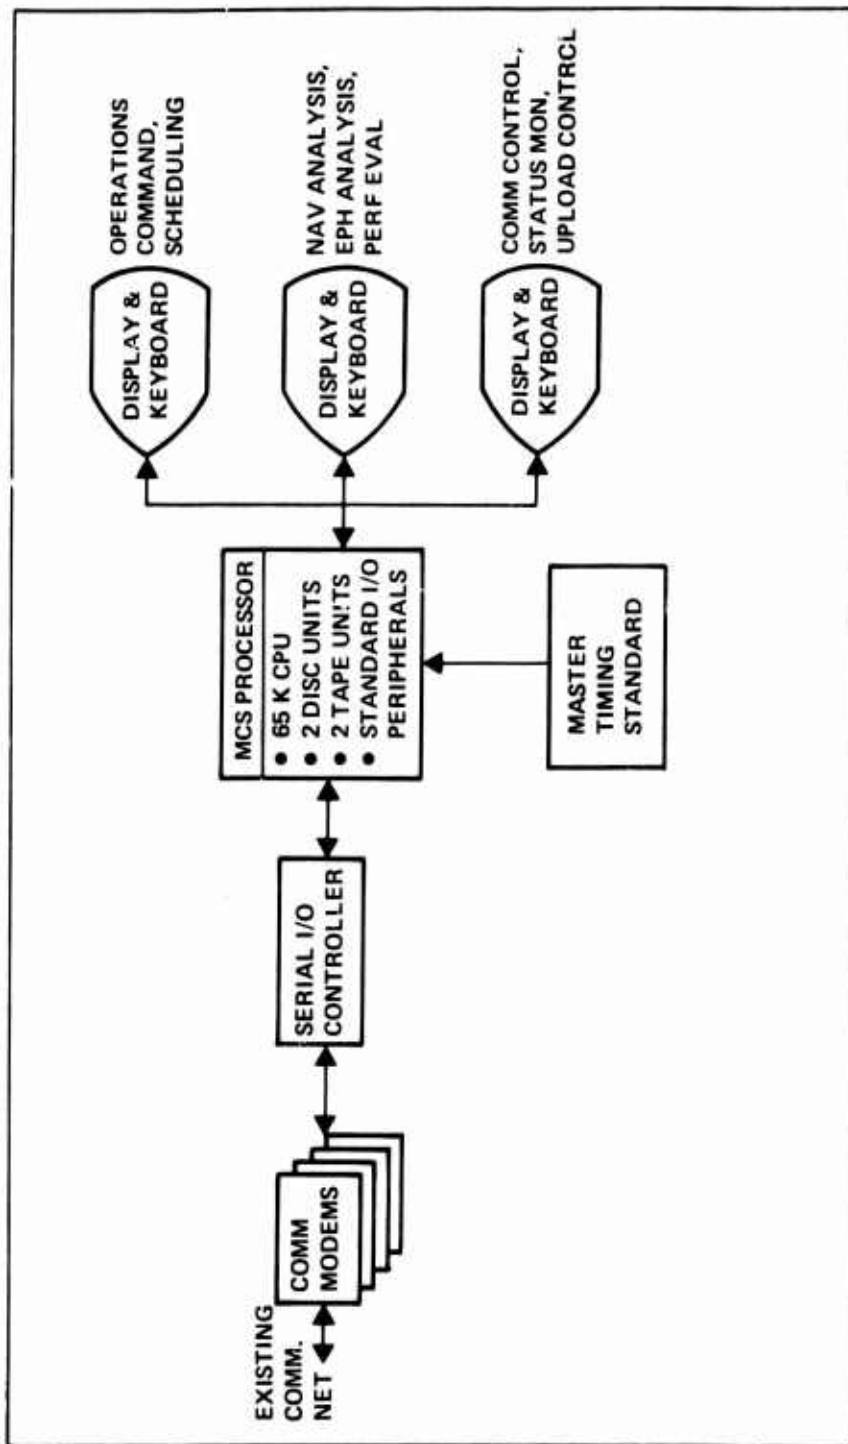 EXISTING
COMM.
NET
COMM
MODEMS
SERIAL I/O
CONTROLLER
MCS PROCESSOR
● 65 K CPU
● 2 DISC UNITS
● 2 TAPE UNITS
● STANDARD I/O
PERIPHERALS
MASTER
TIMING
STANDARD
DISPLAY &
KEYBOARD
OPERATIONS
COMMAND,
SCHEDULING
DISPLAY &
KEYBOARD
NAV ANALYSIS,
EPH ANALYSIS,
PERF EVAL
DISPLAY &
KEYBOARD
COMM CONTROL,
STATUS MON,
UPLOAD CONTROL